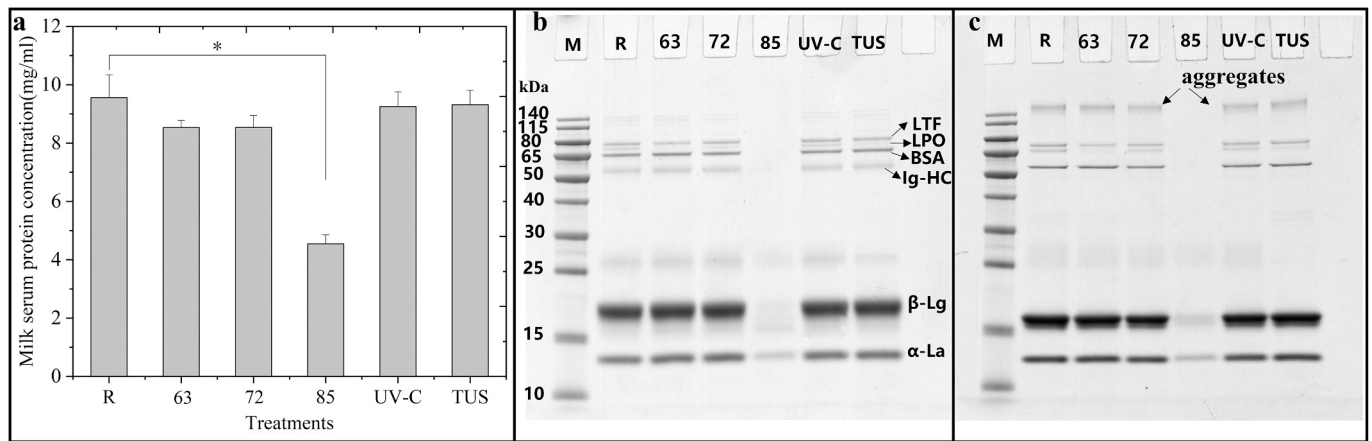 a
Milk serum protein concentration(mg/ml)
12
10
8
6
4
2
0
*
R 63 72 85 UV-C TUS
Treatments
b
M R 63 72 85 UV-C TUS
kDa
140
115
80
65
50
40
30
25
15
10
LTF
LPO
BSA
Ig-HC
β-Lg
α-La
c
M R 63 72 85 UV-C TUS
aggregates